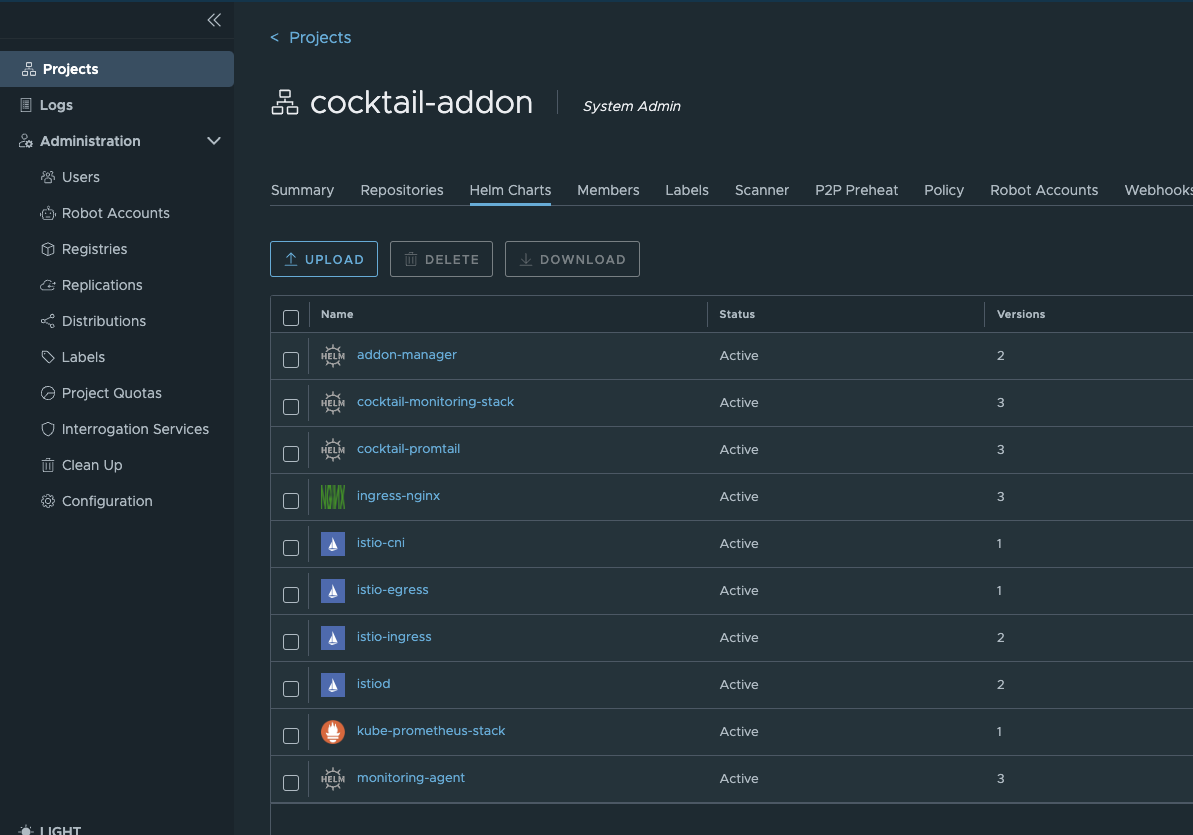 Projects
Logs
Administration
Users
Robot Accounts
Registries
Replications
Distributions
Labels
Project Quotas
Interrogation Services
Clean Up
Configuration
LIGHT
< Projects
cocktail-addon System Admin
Summary Repositories Helm Charts Members Labels Scanner P2P Preheat Policy Robot Accounts Webhooks
UPLOAD DELETE DOWNLOAD
Name Status Versions
HELM addon-manager Active 2
HELM cocktail-monitoring-stack Active 3
HELM cocktail-promtail Active 3
NGINX ingress-nginx Active 3
istio-cni Active 1
istio-egress Active 1
istio-ingress Active 2
istiod Active 2
kube-prometheus-stack Active 1
HELM monitoring-agent Active 3